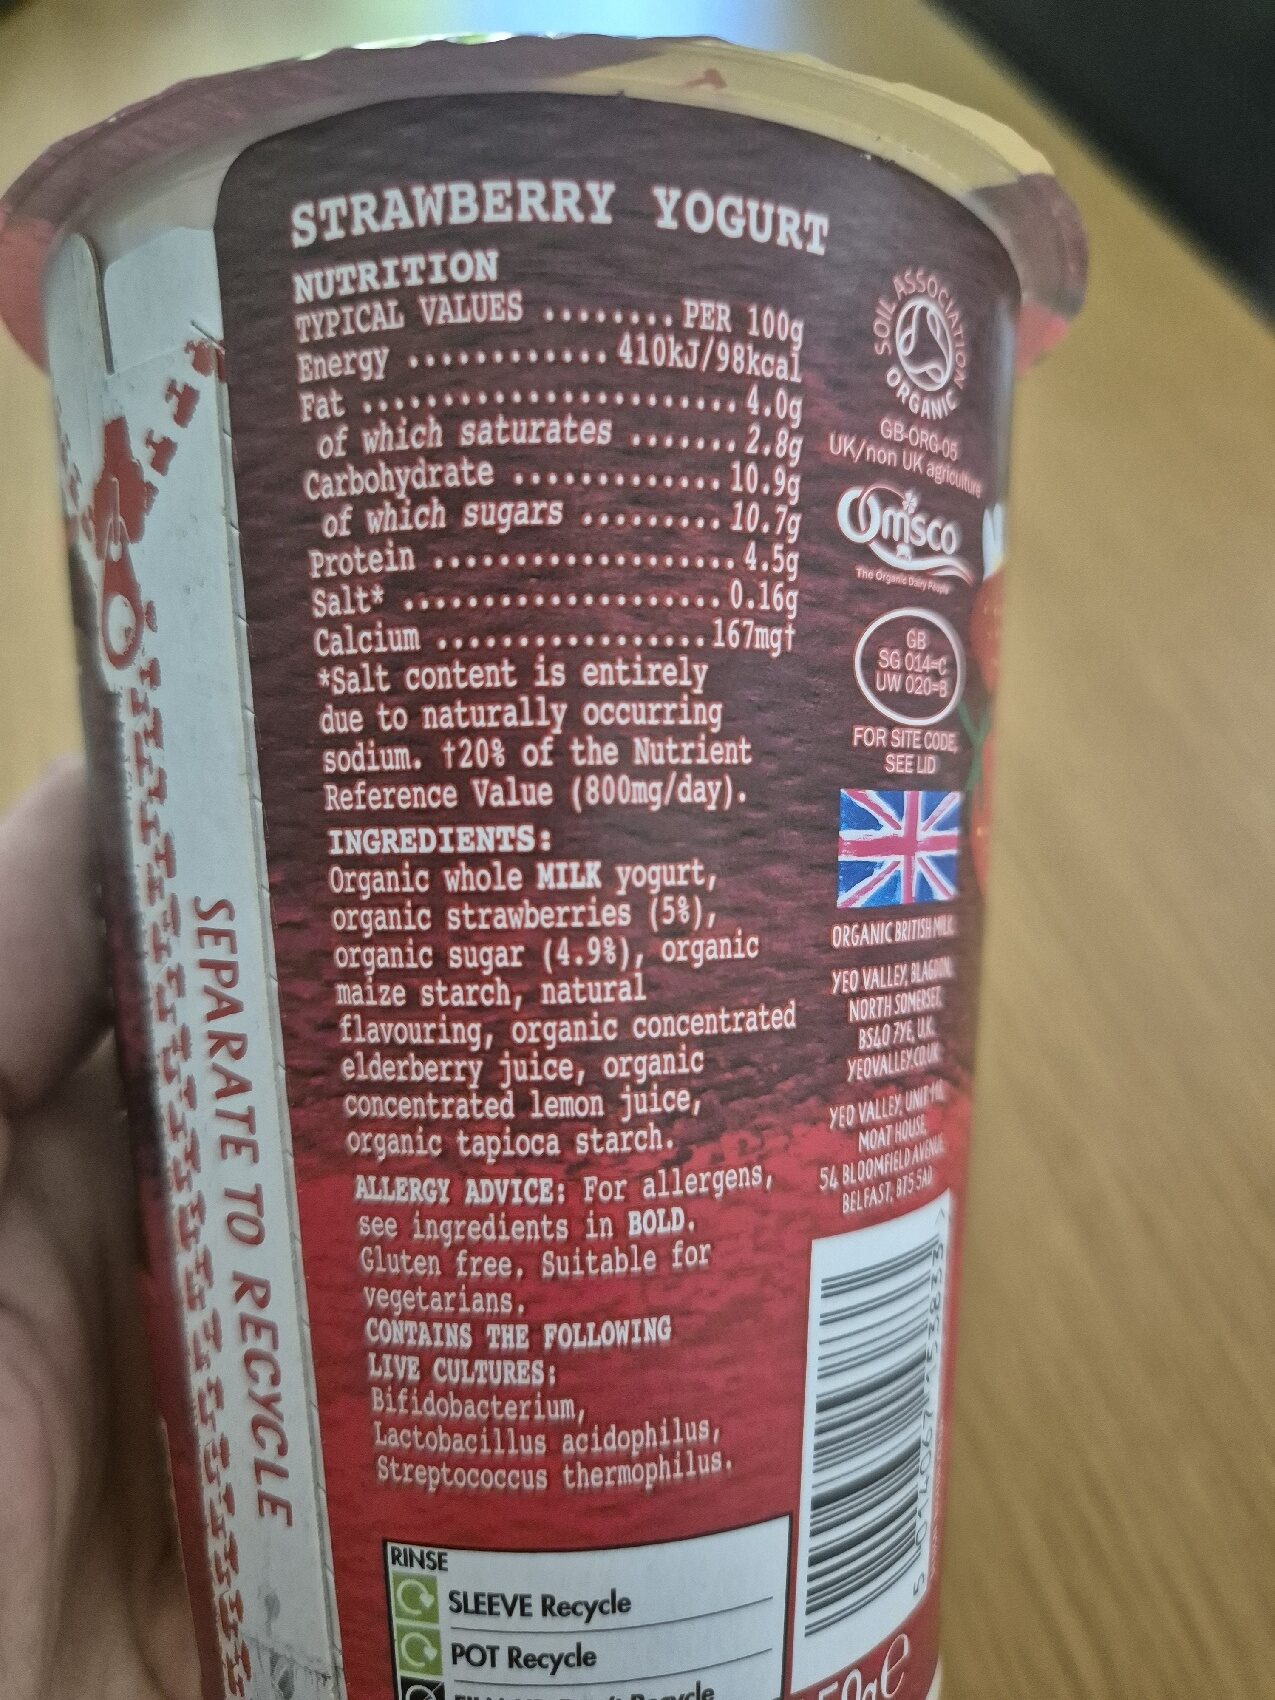 STRAWBERRY YOGURT
NUTRITION
TYPICAL VALUES ........ PER 100g
Energy ............ 410kJ/98kcal
Fat ....................... 4.0g
of which saturates ....... 2.8g
Carbohydrate ............. 10.9g
of which sugars ......... 10.7g
Protein ................... 4.5g
Salt* .................... 0.16g
Calcium ................. 167mg†
*Salt content is entirely
due to naturally occurring
sodium. †20% of the Nutrient
Reference Value (800mg/day).
INGREDIENTS:
Organic whole MILK yogurt,
organic strawberries (5%),
organic sugar (4.9%), organic
maize starch, natural
flavouring, organic concentrated
elderberry juice, organic
concentrated lemon juice,
organic tapioca starch.
ALLERGY ADVICE: For allergens,
see ingredients in BOLD.
Gluten free. Suitable for
vegetarians.
CONTAINS THE FOLLOWING
LIVE CULTURES:
Bifidobacterium,
Lactobacillus acidophilus,
Streptococcus thermophilus.
RINSE
SLEEVE Recycle
POT Recycle
SEPARATE TO RECYCLE
SOIL ASSOCIATION
ORGANIC
GB-ORG-05
UK/non UK agriculture
Omsco
The Organic Dairy People
GB
SG 014-C
UW 020-B
FOR SITE CODE,
SEE LID
ORGANIC BRITISH MILK
YEO VALLEY, BLAGDON,
NORTH SOMERSET,
BS40 7YE, U.K.
YEOVALLEY.CO.UK
YEO VALLEY, UNIT
MOAT HOUSE,
54 BLOOMFIELD AVENUE,
BELFAST, BT5 5AD